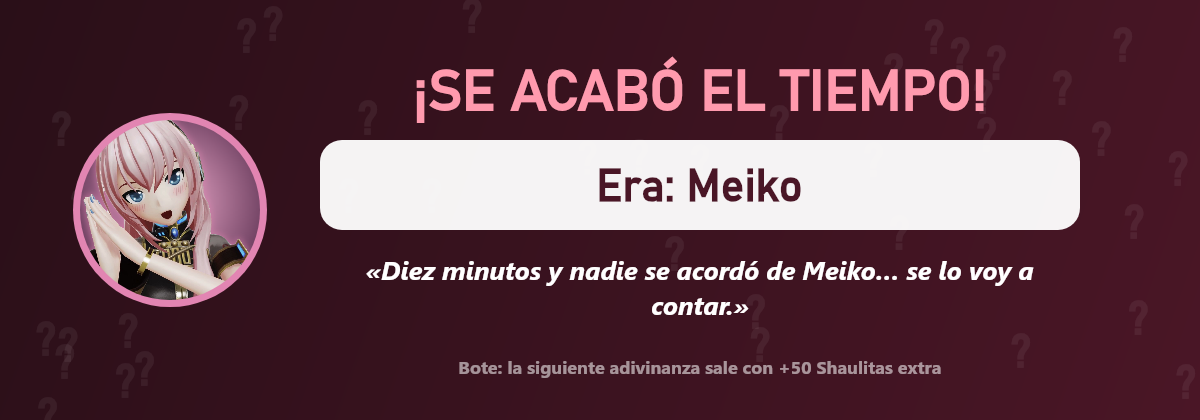 ¡SE ACABÓ EL TIEMPO!
Era: Meiko
«Diez minutos y nadie se acordó de Meiko... se lo voy a
contar.»
Bote: la siguiente adivinanza sale con +50 Shaulitas extra